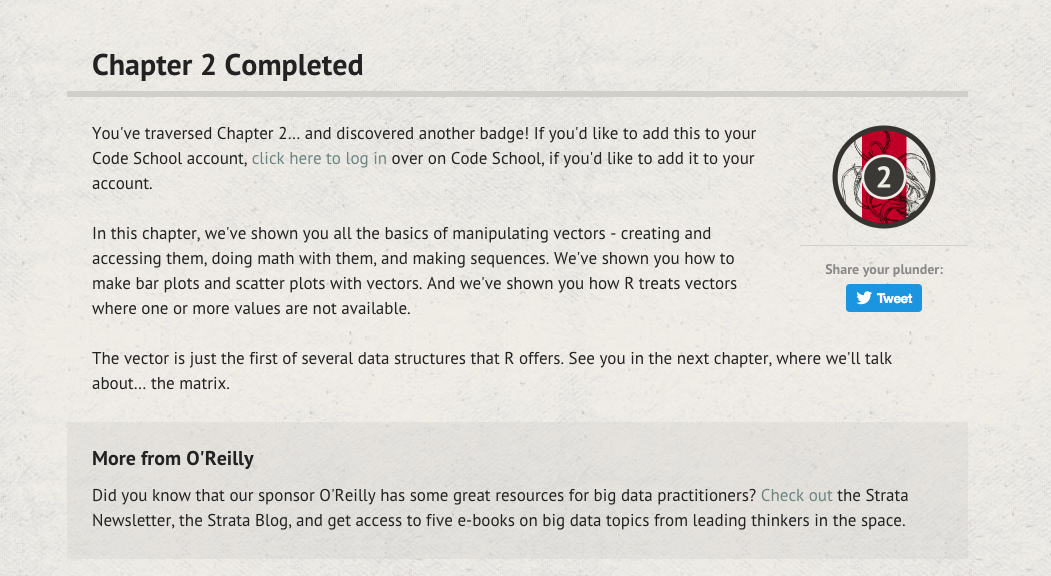 Chapter 2 Completed
You've traversed Chapter 2... and discovered another badge! If you'd like to add this to your
Code School account, click here to log in over on Code School, if you'd like to add it to your
account.
2
In this chapter, we've shown you all the basics of manipulating vectors - creating and
accessing them, doing math with them, and making sequences. We've shown you how to
make bar plots and scatter plots with vectors. And we've shown you how R treats vectors
where one or more values are not available.
Share your plunder:
Tweet
The vector is just the first of several data structures that R offers. See you in the next chapter, where we'll talk
about... the matrix.
More from O'Reilly
Did you know that our sponsor O'Reilly has some great resources for big data practitioners? Check out the Strata
Newsletter, the Strata Blog, and get access to five e-books on big data topics from leading thinkers in the space.